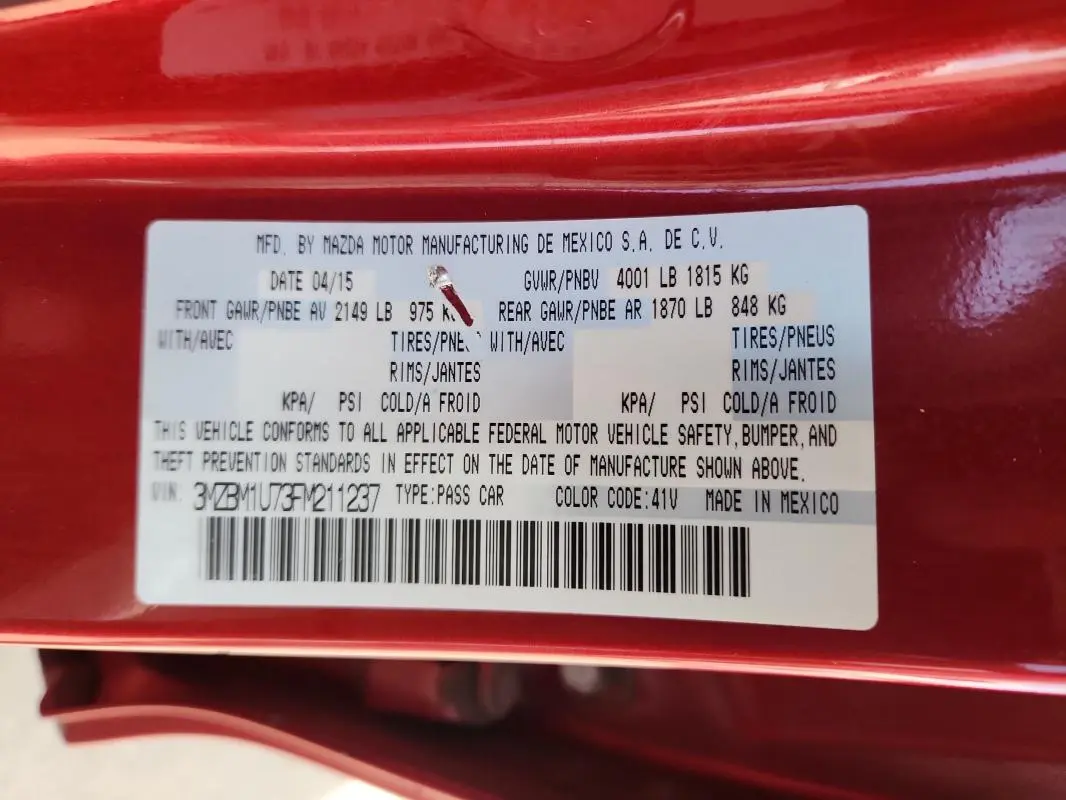 MFD. BY MAZDA MOTOR MANUFACTURING DE MEXICO S.A. DE C.V.
DATE 04/15 GVWR/PNBV 4001 LB 1815 KG
FRONT GAWR/PNBE AV 2149 LB 975 REAR GAWR/PNBE AR 1870 LB 848 KG
WITH/AVEC TIRES/ WITH/AVEC TIRES/PNEUS
RIMS/JANTES RIMS/JANTES
KPA/ PSI COLD/A FROID KPA/ PSI COLD/A FROID
THIS VEHICLE CONFORMS TO ALL APPLICABLE FEDERAL MOTOR VEHICLE SAFETY, BUMPER, AND
THEFT PREVENTION STANDARDS IN EFFECT ON THE DATE OF MANUFACTURE SHOWN ABOVE.
VIN: 3MZBM1U73FM211237 TYPE:PASS CAR COLOR CODE:41V MADE IN MEXICO